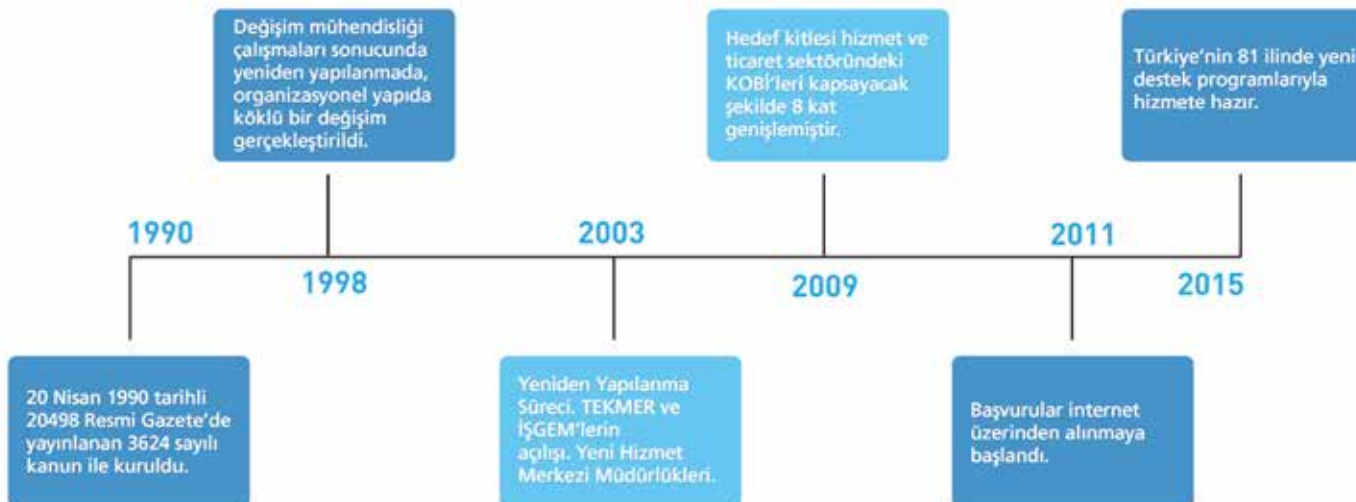 Değişim mühendisliği
çalışmaları sonucunda
yeniden yapılanmada,
organizasyonel yapıda
köklü bir değişim
gerçekleştirildi.
Hedef kitlesi hizmet ve
ticaret sektöründeki
KOBİ'leri kapsayacak
şekilde 8 kat
genişlemiştir.
Türkiye'nin 81 ilinde yeni
destek programlarıyla
hizmete hazır.
1990
2003
2011
1998
2009
2015
20 Nisan 1990 tarihli
20498 Resmi Gazete'de
yayınlanan 3624 sayılı
kanun ile kuruldu.
Yeniden Yapılanma
Süreci. TEKMER ve
İŞGEM'lerin
açılışı. Yeni Hizmet
Merkezi Müdürlükleri.
Başvurular internet
üzerinden alınmaya
başlandı.